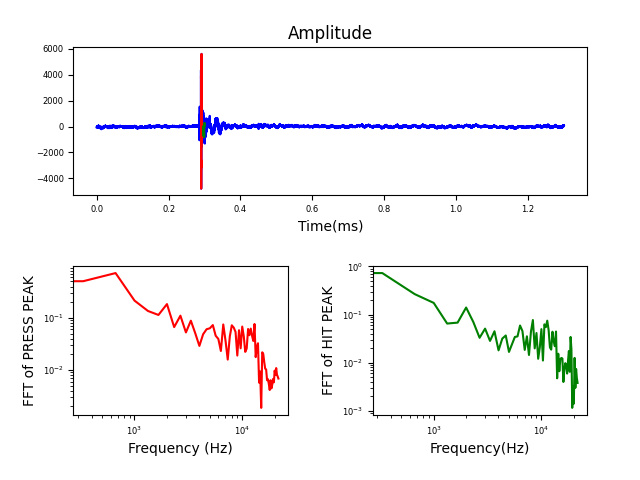 Amplitude
6000
4000
2000
0
−2000
−4000
0.0 0.2 0.4 0.6 0.8 1.0 1.2
Time(ms)
FFT of PRESS PEAK
10⁻¹
10⁻²
10³ 10⁴
Frequency (Hz)
FFT of HIT PEAK
10⁰
10⁻¹
10⁻²
10⁻³
10³ 10⁴
Frequency(Hz)